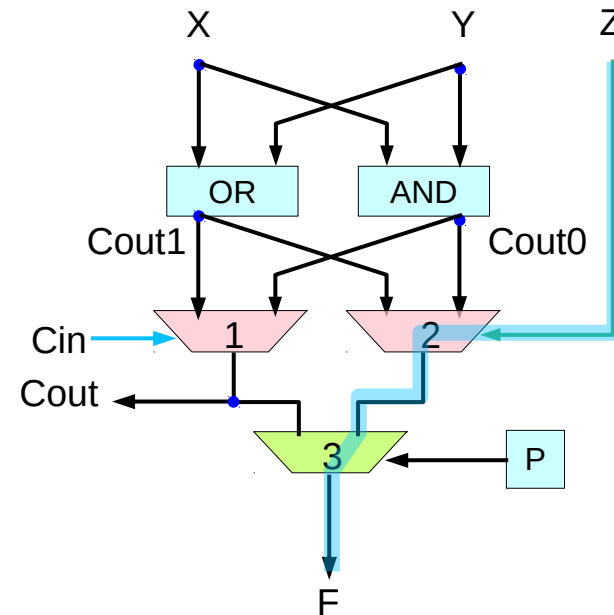 X Y Z
OR AND
Cout1 Cout0
Cin 1 2
Cout
3 P
F